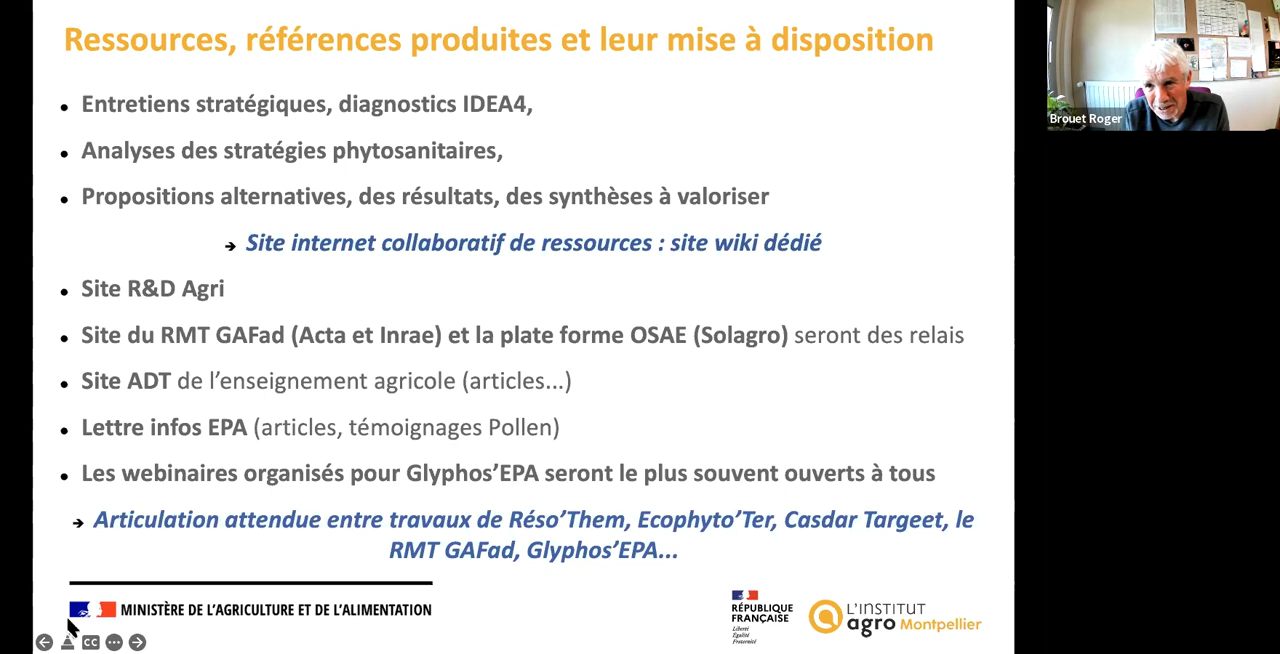 Ressources, références produites et leur mise à disposition
Entretiens stratégiques, diagnostics IDEA4,
Analyses des stratégies phytosanitaires,
Propositions alternatives, des résultats, des synthèses à valoriser
Site internet collaboratif de ressources : site wiki dédié
Site R&D Agri
Site du RMT GAFad (Acta et Inrae) et la plate forme OSAE (Solagro) seront des relais
Site ADT de l'enseignement agricole (articles...)
Lettre infos EPA (articles, témoignages Pollen)
Les webinaires organisés pour Glyphos'EPA seront le plus souvent ouverts à tous
Articulation attendue entre travaux de Réso'Them, Ecophyto'Ter, Casdar Targeet, le
RMT GAFad, Glyphos'EPA...
MINISTÈRE DE L'AGRICULTURE ET DE L'ALIMENTATION
RÉPUBLIQUE
FRANÇAISE
Liberté
Égalité
Fraternité
L'INSTITUT
agro Montpellier
CC
Brouet Roger